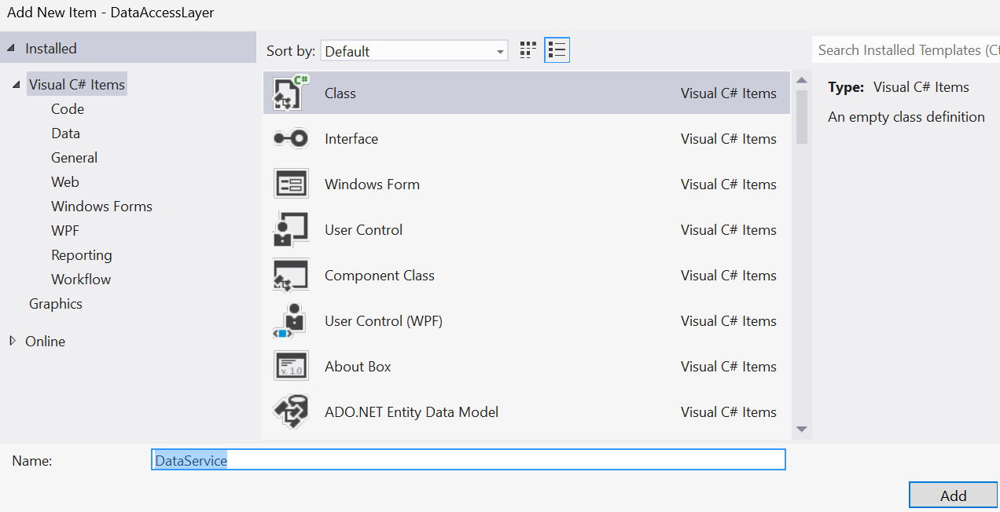 Add New Item - DataAccessLayer
Installed
Sort by: Default
Search Installed Templates (Ct
Visual C# Items
Code
Data
General
Web
Windows Forms
WPF
Reporting
Workflow
Graphics
Online
C#
Class Visual C# Items
Interface Visual C# Items
Windows Form Visual C# Items
User Control Visual C# Items
Component Class Visual C# Items
User Control (WPF) Visual C# Items
v. 1.0
About Box Visual C# Items
ADO.NET Entity Data Model Visual C# Items
Type: Visual C# Items
An empty class definition
Name: DataService
Add